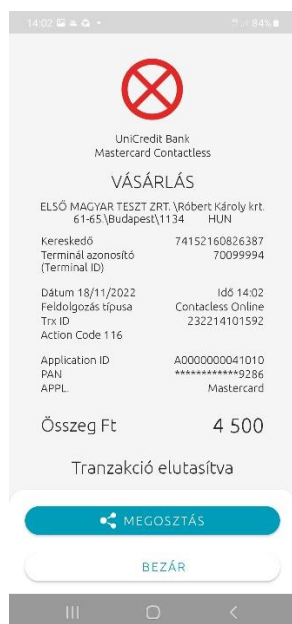 14:02
84%
UniCredit Bank
Mastercard Contactless
VÁSÁRLÁS
ELSŐ MAGYAR TESZT ZRT. \Róbert Károly krt.
61-65.\Budapest\1134 HUN
Kereskedő 74152160826387
Terminál azonosító 70099994
(Terminal ID)
Dátum 18/11/2022 Idő 14:02
Feldolgozás típusa Contacless Online
Trx ID 232214101592
Action Code 116
Application ID A0000000041010
PAN ************9286
APPL. Mastercard
Összeg Ft 4 500
Tranzakció elutasítva
MEGOSZTÁS
BEZÁR